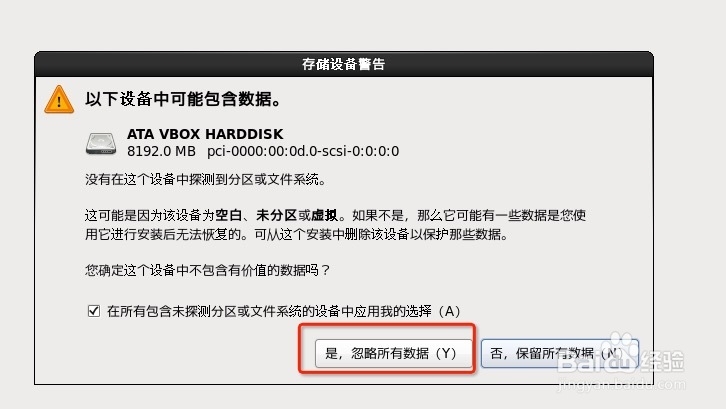 存储设备警告
以下设备中可能包含数据。
ATA VBOX HARDDISK
8192.0 MB pci-0000:00:0d.0-scsi-0:0:0:0
没有在这个设备中探测到分区或文件系统。
这可能是因为该设备为空白、未分区或虚拟。如果不是，那么它可能有一些数据是您使
用它进行安装后无法恢复的。可从这个安装中删除该设备以保护那些数据。
您确定这个设备中不包含有价值的数据吗？
在所有包含未探测分区或文件系统的设备中应用我的选择（A）
是，忽略所有数据（Y） 否，保留所有数据（N）
Baidu 经验
jingyan.baidu.com